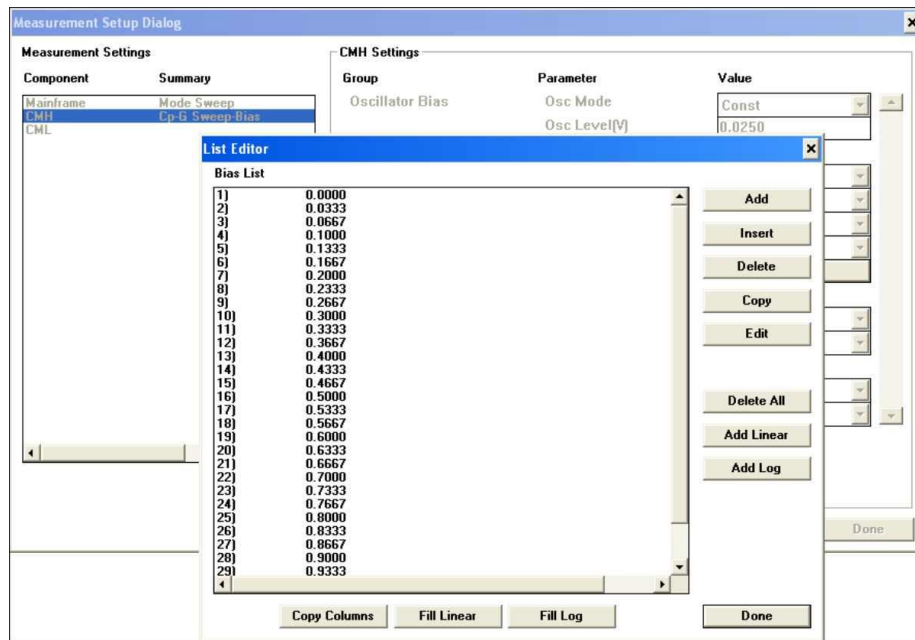 Measurement Setup Dialog
Measurement Settings
Component Summary
Mainframe Mode Sweep
CMH Cp-G Sweep-Bias
CML
CMH Settings
Group Parameter Value
Oscillator Bias Osc Mode Const
Osc Level(V) 0.0250
List Editor
Bias List
1) 0.0000
2) 0.0333
3) 0.0667
4) 0.1000
5) 0.1333
6) 0.1667
7) 0.2000
8) 0.2333
9) 0.2667
10) 0.3000
11) 0.3333
12) 0.3667
13) 0.4000
14) 0.4333
15) 0.4667
16) 0.5000
17) 0.5333
18) 0.5667
19) 0.6000
20) 0.6333
21) 0.6667
22) 0.7000
23) 0.7333
24) 0.7667
25) 0.8000
26) 0.8333
27) 0.8667
28) 0.9000
29) 0.9333
Add
Insert
Delete
Copy
Edit
Delete All
Add Linear
Add Log
Done
Copy Columns Fill Linear Fill Log Done